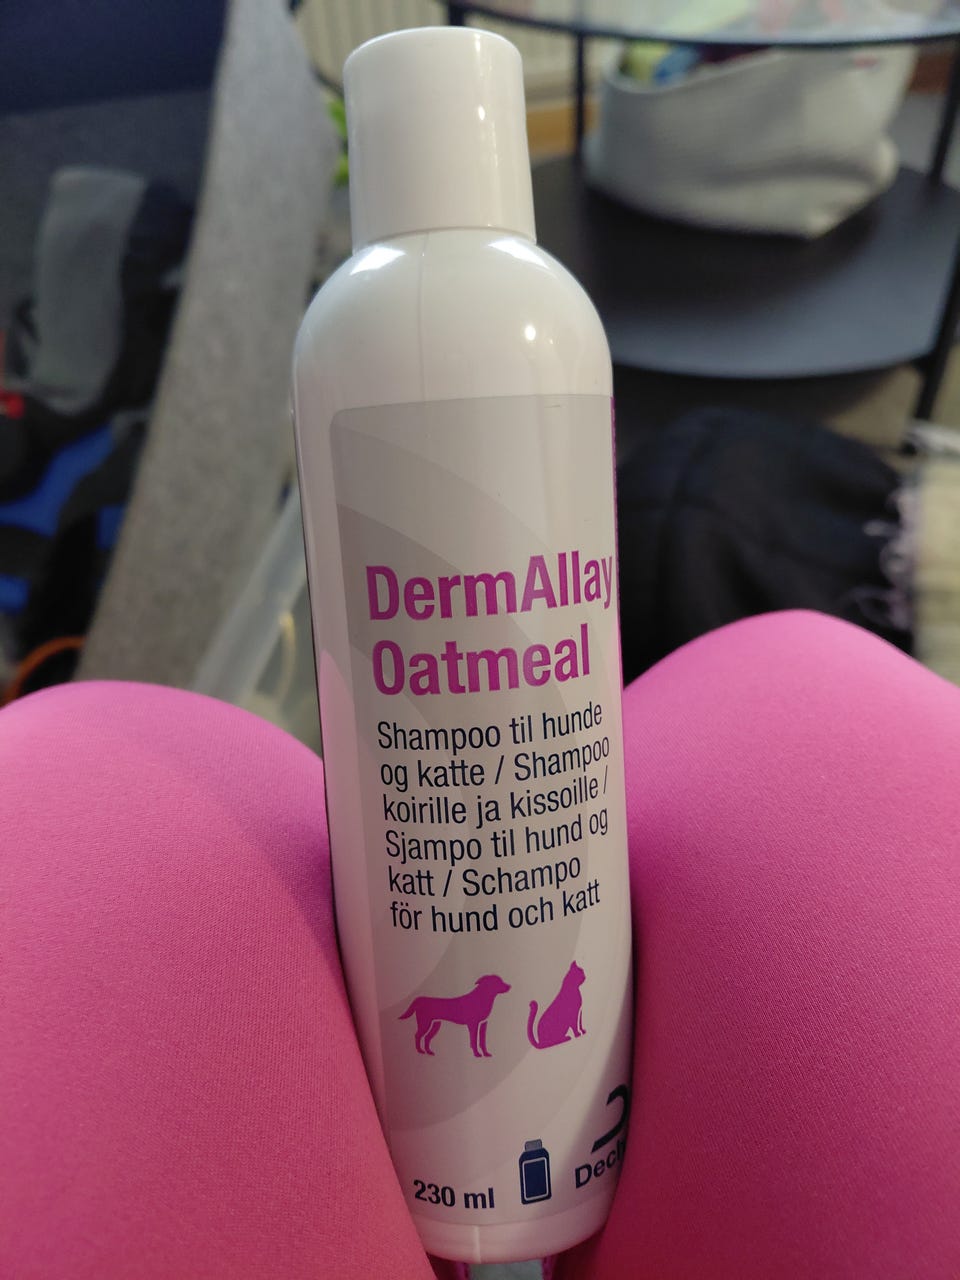 DermAllay
Oatmeal
Shampoo til hunde
og katte / Shampoo
koirille ja kissoille /
Sjampo til hund og
katt / Schampo
för hund och katt
230 ml